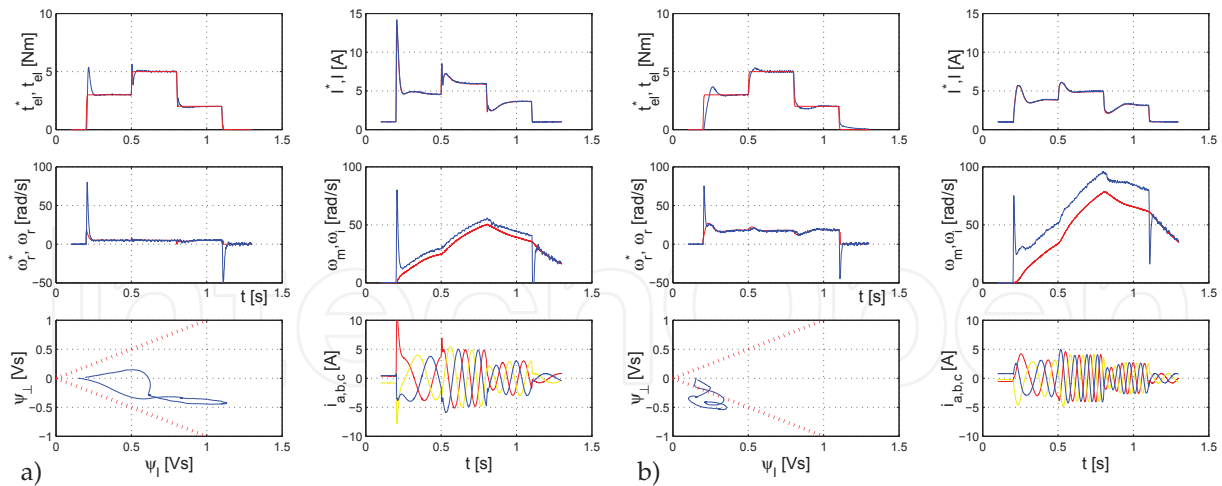 t*el, tel [Nm]
10
5
0
0 0.5 1 1.5
I*, I [A]
15
10
5
0
0 0.5 1 1.5
t*el, tel [Nm]
10
5
0
0 0.5 1 1.5
I*, I [A]
15
10
5
0
0 0.5 1 1.5
ω*r, ωr [rad/s]
100
50
0
−50
0 0.5 1 1.5
t [s]
ωm, ωi [rad/s]
100
50
0
0 0.5 1 1.5
ω*r, ωr [rad/s]
100
50
0
−50
0 0.5 1 1.5
t [s]
ωm, ωi [rad/s]
100
50
0
0 0.5 1 1.5
ψ⊥ [Vs]
1
0.5
0
−0.5
−1
0 0.5 1 1.5
ψI [Vs]
ia,b,c [A]
10
5
0
−5
−10
0 0.5 1 1.5
t [s]
ψ⊥ [Vs]
1
0.5
0
−0.5
−1
0 0.5 1 1.5
ψI [Vs]
ia,b,c [A]
10
5
0
−5
−10
0 0.5 1 1.5
t [s]
a)
b)
intechopen